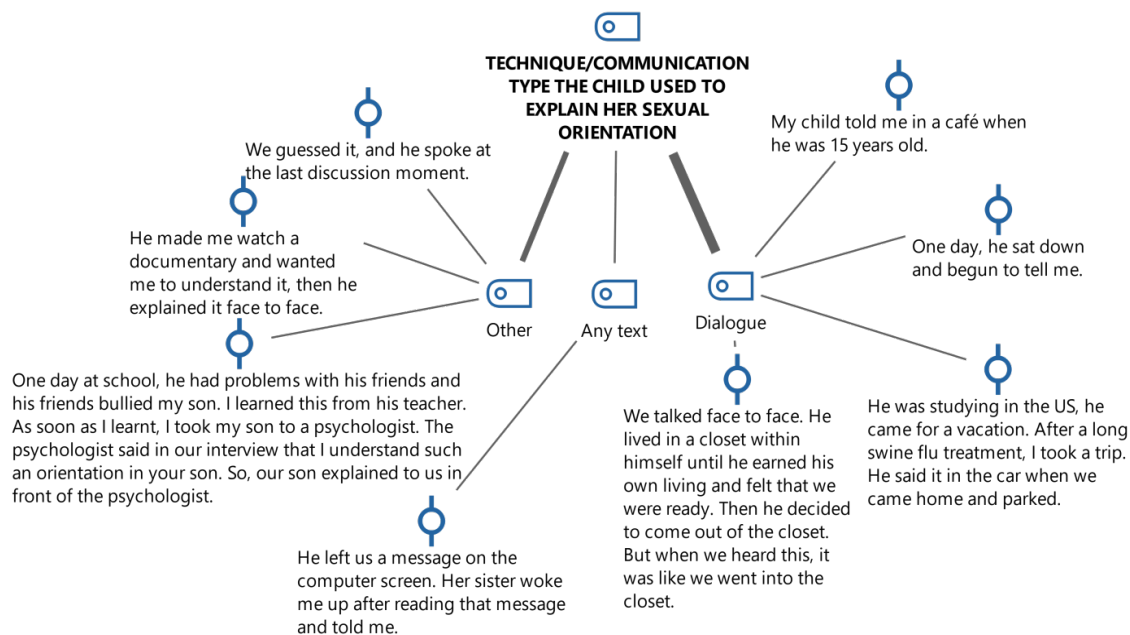 TECHNIQUE/COMMUNICATION
TYPE THE CHILD USED TO
EXPLAIN HER SEXUAL
ORIENTATION
We guessed it, and he spoke at
the last discussion moment.
He made me watch a
documentary and wanted
me to understand it, then he
explained it face to face.
One day at school, he had problems with his friends and
his friends bullied my son. I learned this from his teacher.
As soon as I learnt, I took my son to a psychologist. The
psychologist said in our interview that I understand such
an orientation in your son. So, our son explained to us in
front of the psychologist.
Other
Any text
Dialogue
He left us a message on the
computer screen. Her sister woke
me up after reading that message
and told me.
We talked face to face. He
lived in a closet within
himself until he earned his
own living and felt that we
were ready. Then he decided
to come out of the closet.
But when we heard this, it
was like we went into the
closet.
My child told me in a café when
he was 15 years old.
One day, he sat down
and begun to tell me.
He was studying in the US, he
came for a vacation. After a long
swine flu treatment, I took a trip.
He said it in the car when we
came home and parked.